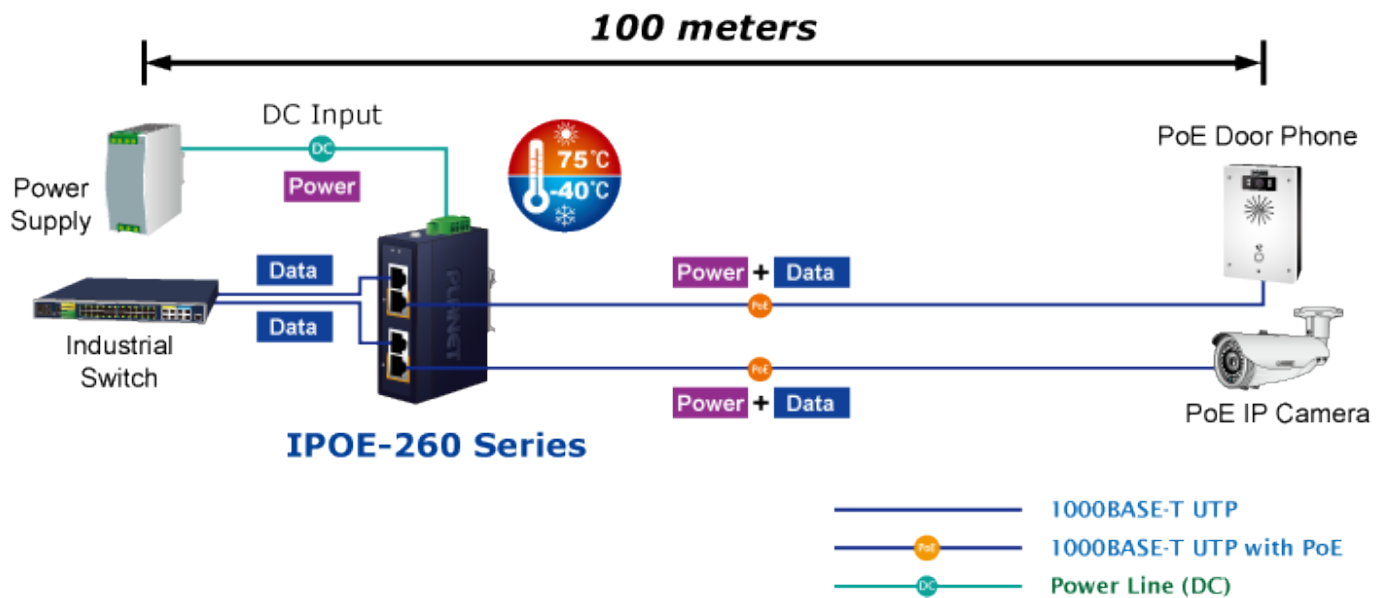 100 meters
DC Input
DC
Power
Power
Supply
75°C
-40°C
PoE Door Phone
Data
Data
Industrial
Switch
PLANET
Power + Data
PoE
PoE
Power + Data
PoE IP Camera
IPOE-260 Series
1000BASE-T UTP
PoE
1000BASE-T UTP with PoE
DC
Power Line (DC)